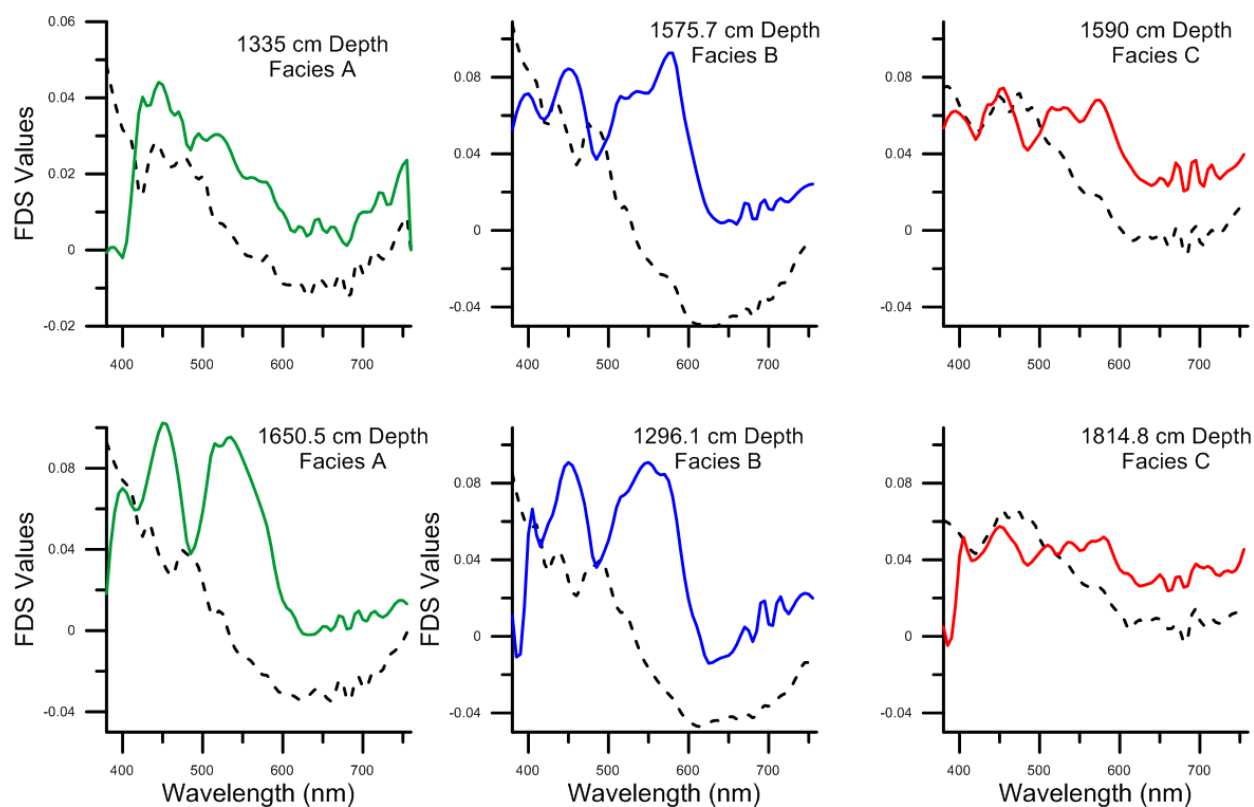 1335 cm Depth
Facies A
FDS Values
0.06
0.04
0.02
0
-0.02
400
500
600
700
1575.7 cm Depth
Facies B
0.08
0.04
0
-0.04
400
500
600
700
1590 cm Depth
Facies C
0.08
0.04
0
-0.04
400
500
600
700
1650.5 cm Depth
Facies A
FDS Values
0.08
0.04
0
-0.04
400
500
600
700
Wavelength (nm)
1296.1 cm Depth
Facies B
FDS Values
0.08
0.04
0
-0.04
400
500
600
700
Wavelength (nm)
1814.8 cm Depth
Facies C
0.08
0.04
0
-0.04
400
500
600
700
Wavelength (nm)